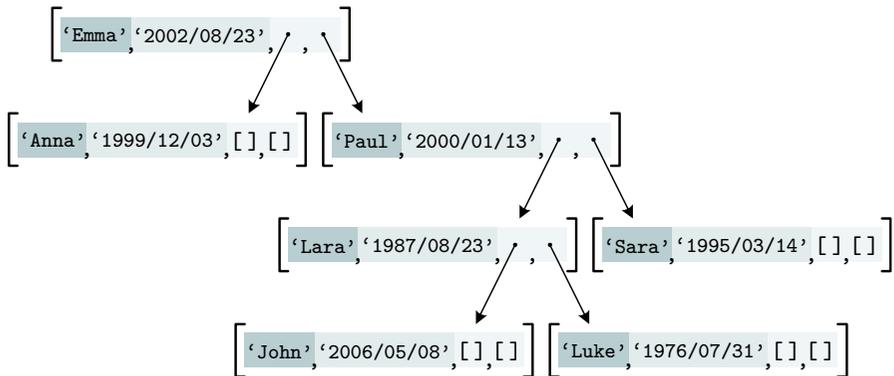 [‘Emma’,‘2002/08/23’, , ]
[‘Anna’,‘1999/12/03’,[],[]] [‘Paul’,‘2000/01/13’, , ]
[‘Lara’,‘1987/08/23’, , ] [‘Sara’,‘1995/03/14’,[],[]]
[‘John’,‘2006/05/08’,[],[]] [‘Luke’,‘1976/07/31’,[],[]]